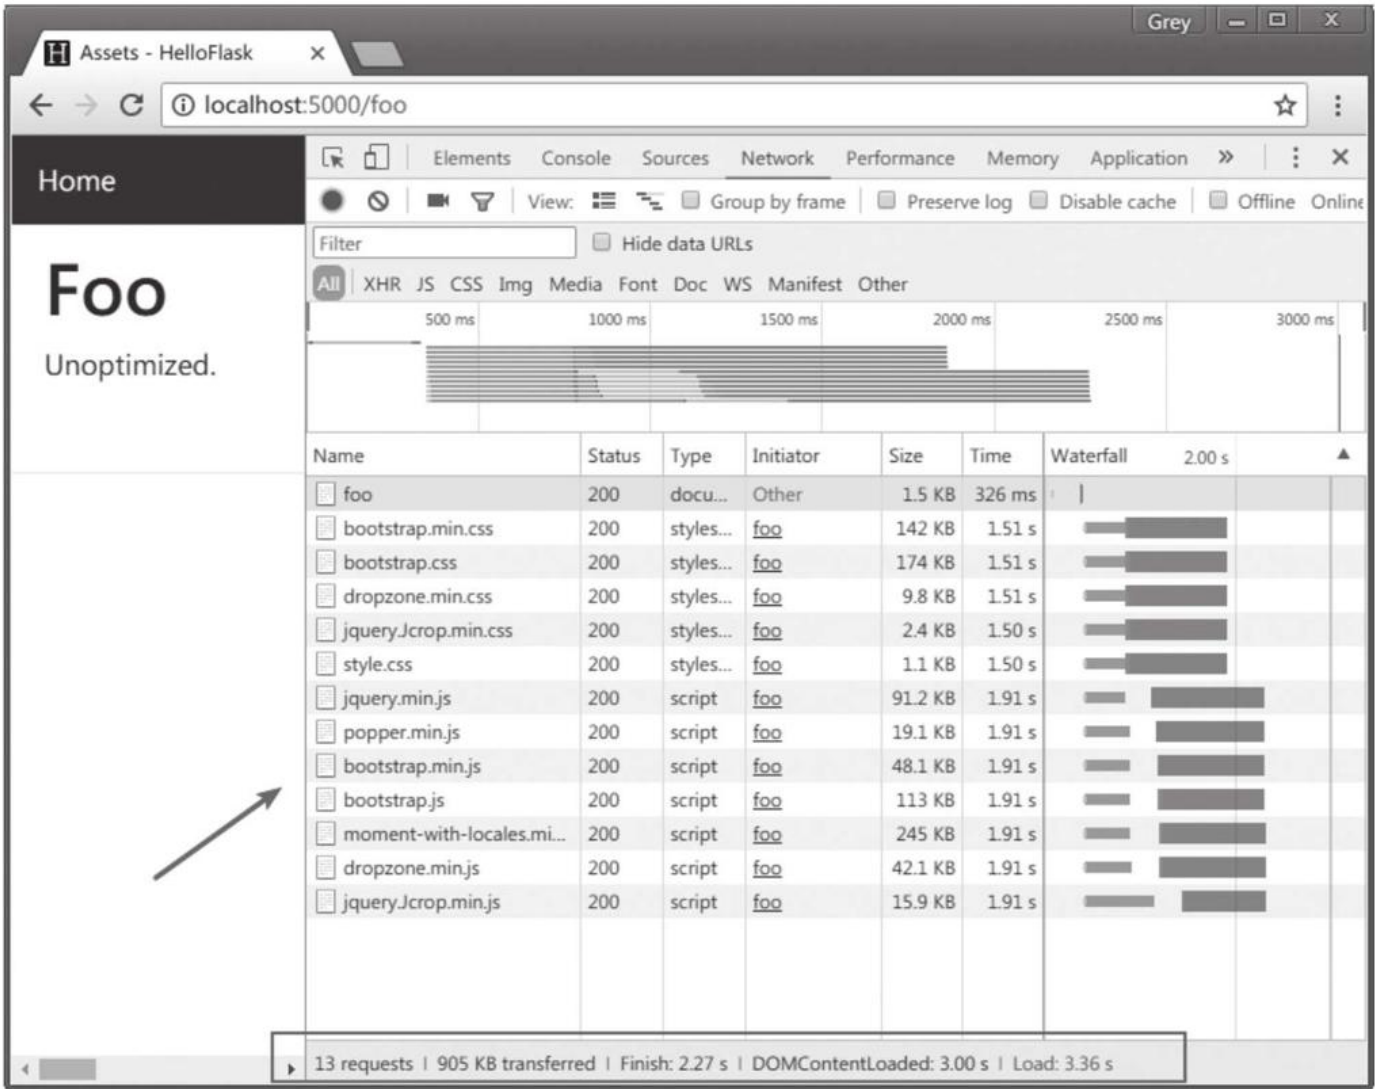 Grey
Assets - HelloFlask
localhost:5000/foo
Home
Foo
Unoptimized.
Elements Console Sources Network Performance Memory Application »
View: Group by frame Preserve log Disable cache Offline Online
Filter Hide data URLs
All XHR JS CSS Img Media Font Doc WS Manifest Other
500 ms 1000 ms 1500 ms 2000 ms 2500 ms 3000 ms
Name Status Type Initiator Size Time Waterfall 2.00 s
foo 200 docu... Other 1.5 KB 326 ms
bootstrap.min.css 200 styles... foo 142 KB 1.51 s
bootstrap.css 200 styles... foo 174 KB 1.51 s
dropzone.min.css 200 styles... foo 9.8 KB 1.51 s
jquery.Jcrop.min.css 200 styles... foo 2.4 KB 1.50 s
style.css 200 styles... foo 1.1 KB 1.50 s
jquery.min.js 200 script foo 91.2 KB 1.91 s
popper.min.js 200 script foo 19.1 KB 1.91 s
bootstrap.min.js 200 script foo 48.1 KB 1.91 s
bootstrap.js 200 script foo 113 KB 1.91 s
moment-with-locales.mi... 200 script foo 245 KB 1.91 s
dropzone.min.js 200 script foo 42.1 KB 1.91 s
jquery.Jcrop.min.js 200 script foo 15.9 KB 1.91 s
13 requests | 905 KB transferred | Finish: 2.27 s | DOMContentLoaded: 3.00 s | Load: 3.36 s